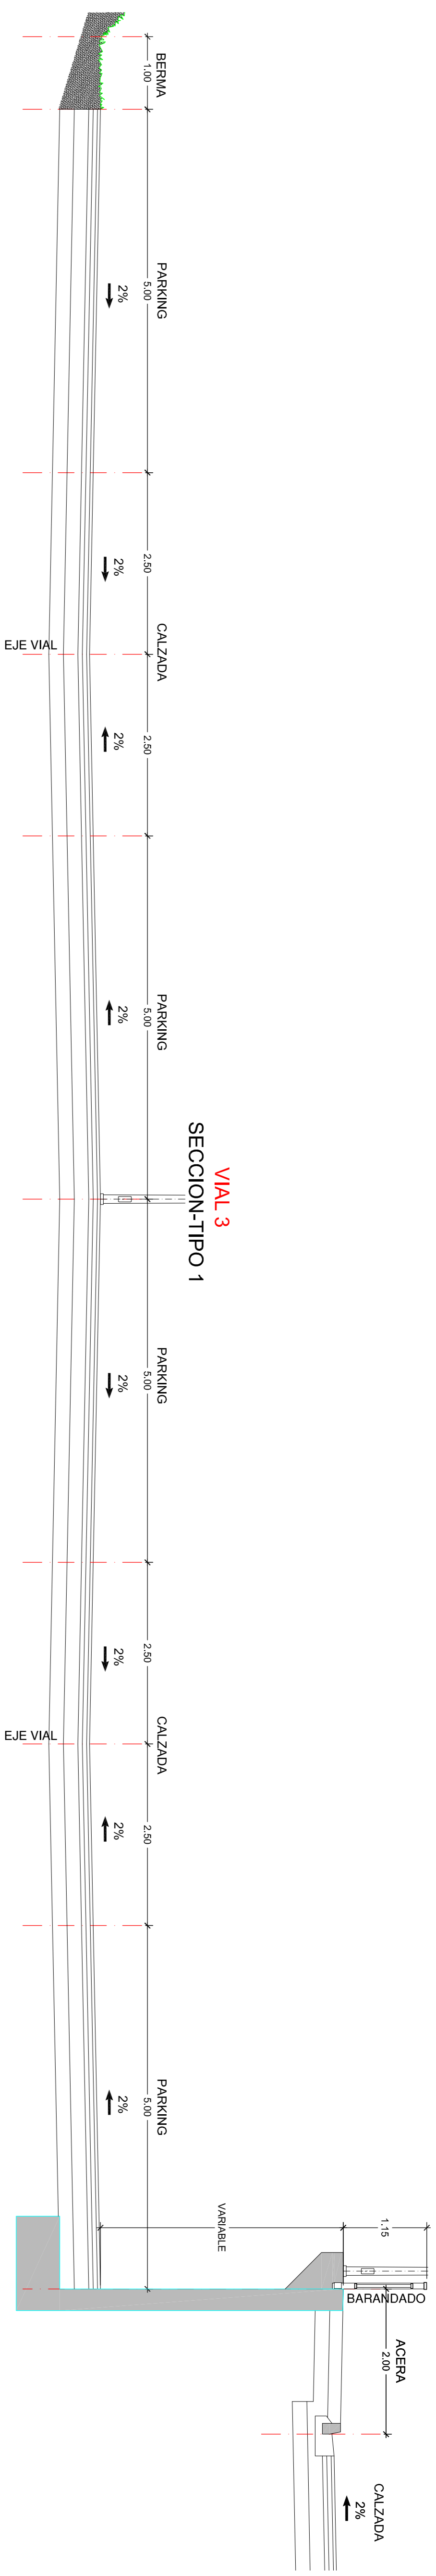 BERMA
1.00
PARKING
5.00
2%
2.50
2%
CALZADA
EJE VIAL
2.50
2%
PARKING
5.00
2%
VIAL 3
SECCION-TIPO 1
PARKING
5.00
2%
2.50
2%
CALZADA
EJE VIAL
2.50
2%
PARKING
5.00
2%
VARIABLE
1.15
BARANDADO
ACERA
2.00
CALZADA
2%